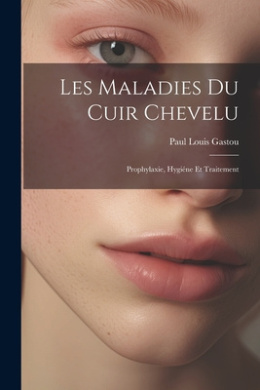 Les Maladies Du
Cuir Chevelu
Paul Louis Gastou
Prophylaxie, Hygiène Et Traitement